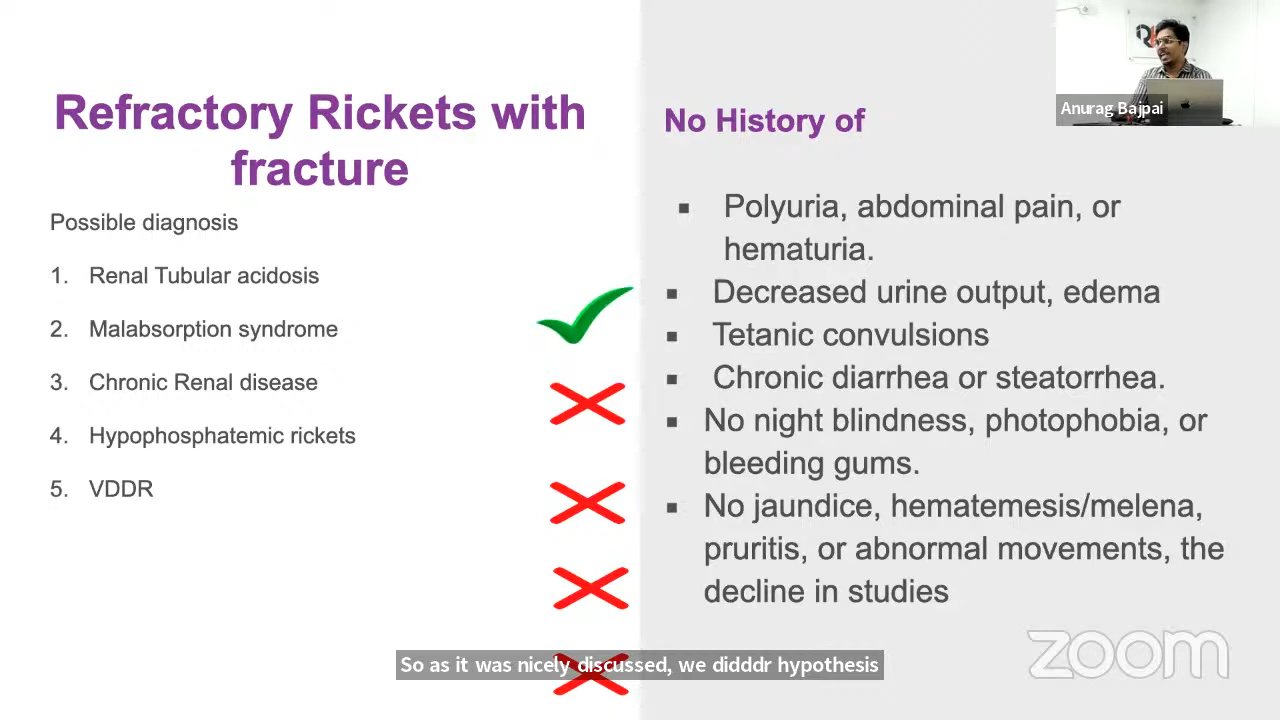 Refractory Rickets with
fracture
Possible diagnosis
1. Renal Tubular acidosis
2. Malabsorption syndrome
3. Chronic Renal disease
4. Hypophosphatemic rickets
5. VDDR
No History of
▪ Polyuria, abdominal pain, or
hematuria.
▪ Decreased urine output, edema
▪ Tetanic convulsions
▪ Chronic diarrhea or steatorrhea.
▪ No night blindness, photophobia, or
bleeding gums.
▪ No jaundice, hematemesis/melena,
pruritis, or abnormal movements, the
decline in studies
Anurag Bajpai
So as it was nicely discussed, we didddr hypothesis
zoom